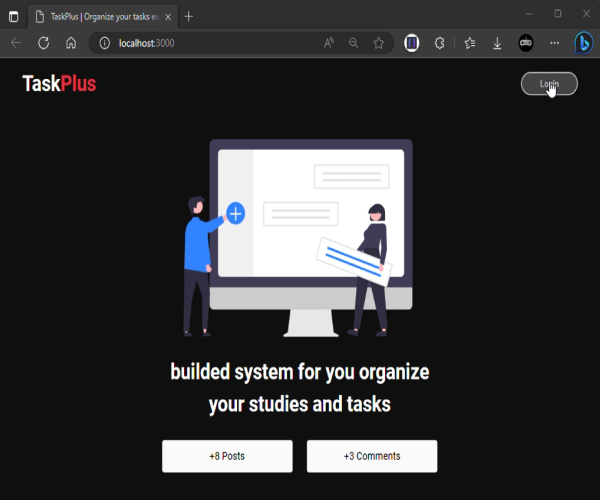 TaskPlus | Organize your tasks ea
localhost:3000
TaskPlus
Login
builded system for you organize
your studies and tasks
+8 Posts
+3 Comments